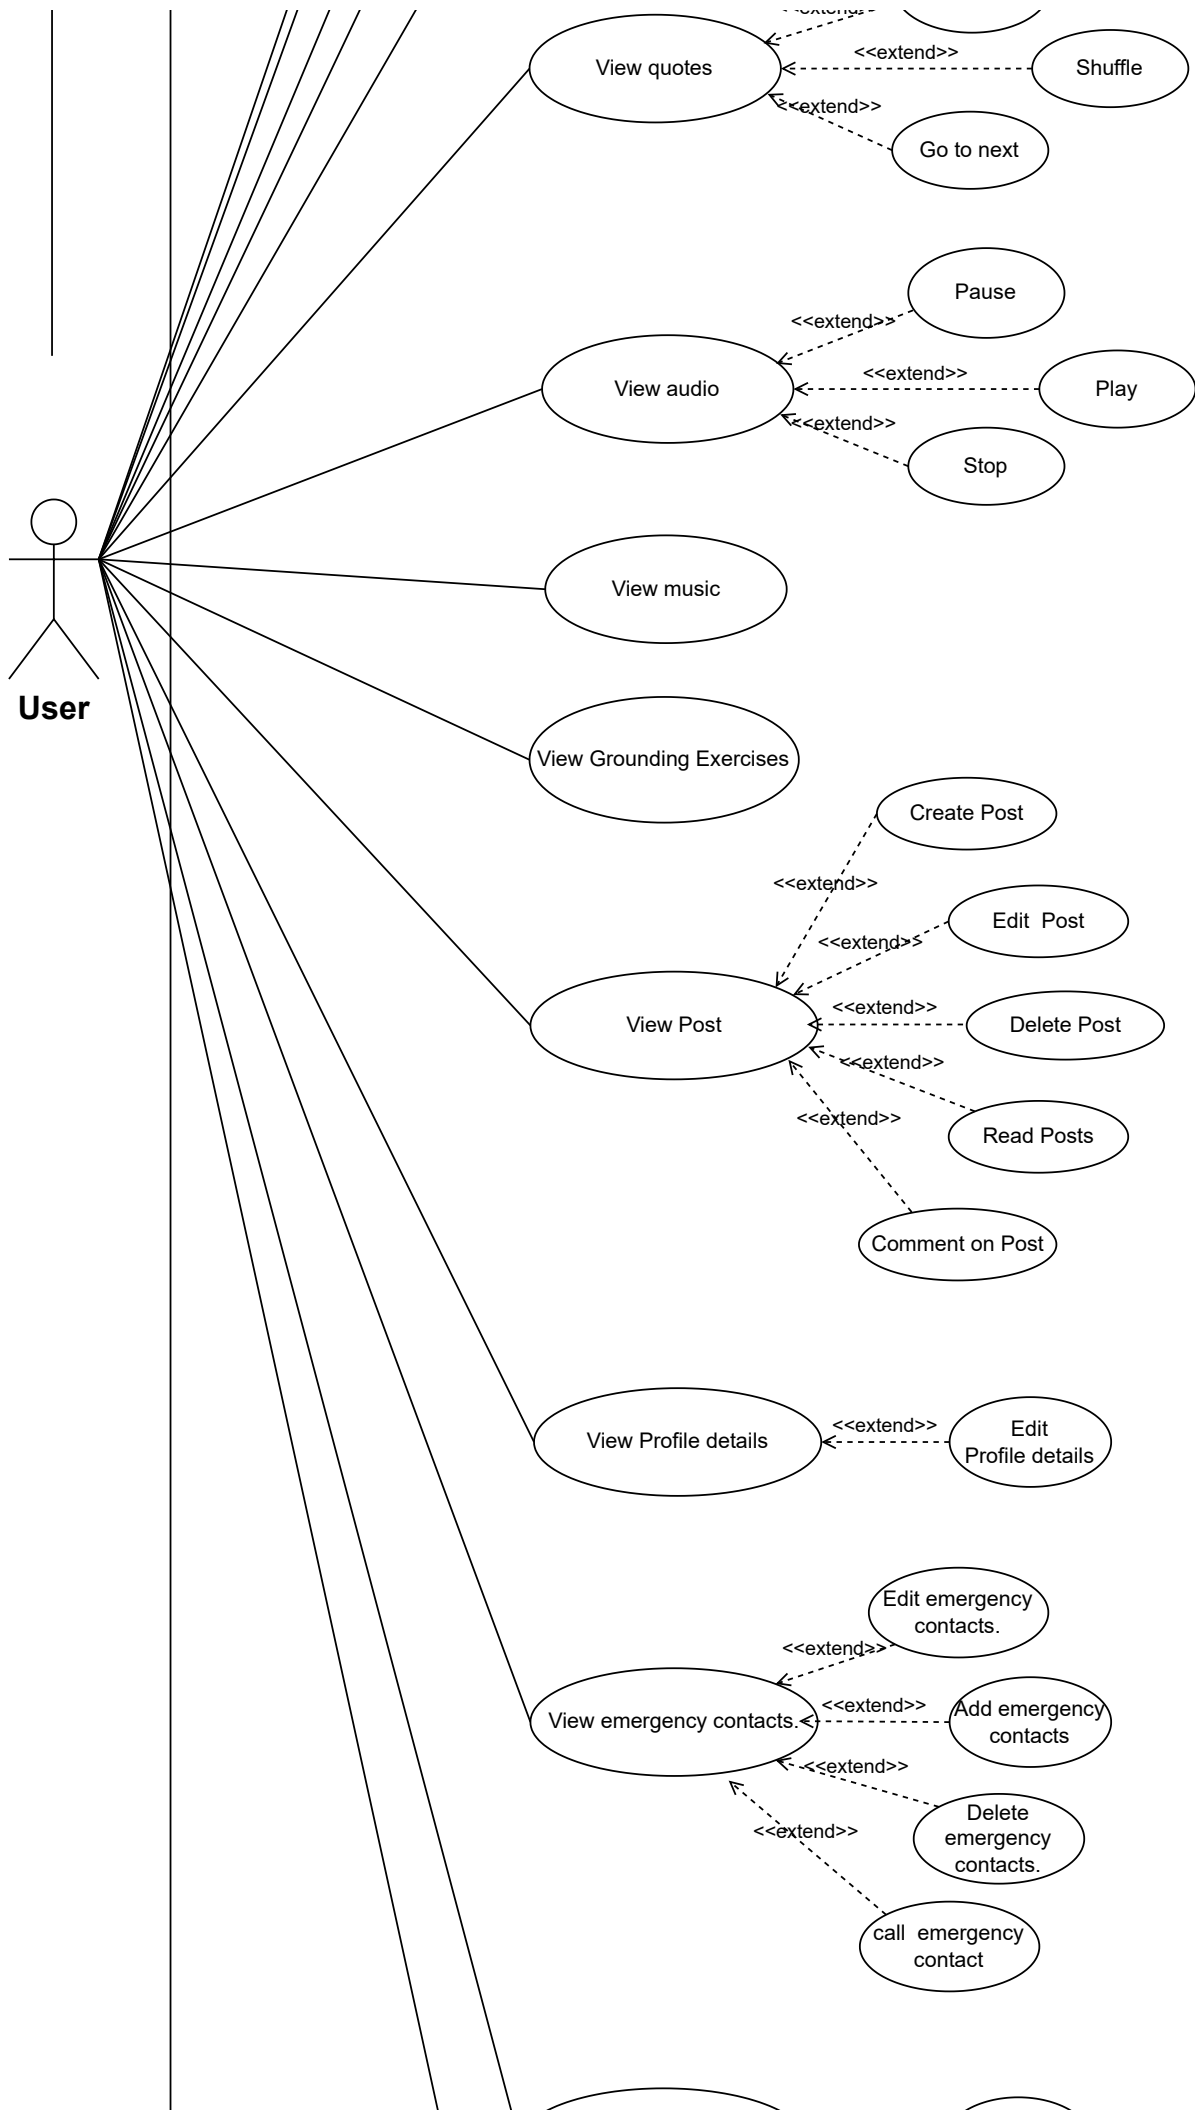 <<extend>>
<<extend>>
View quotes
Shuffle
<<extend>>
Go to next
Pause
<<extend>>
<<extend>>
View audio
Play
<<extend>>
Stop
View music
User
View Grounding Exercises
Create Post
<<extend>>
Edit  Post
<<extend>>
<<extend>>
View Post
Delete Post
<<extend>>
<<extend>>
Read Posts
Comment on Post
<<extend>>
View Profile details
Edit
Profile details
Edit emergency
contacts.
<<extend>>
<<extend>>
View emergency contacts.
Add emergency
contacts
<<extend>>
Delete
emergency
contacts.
<<extend>>
call  emergency
contact